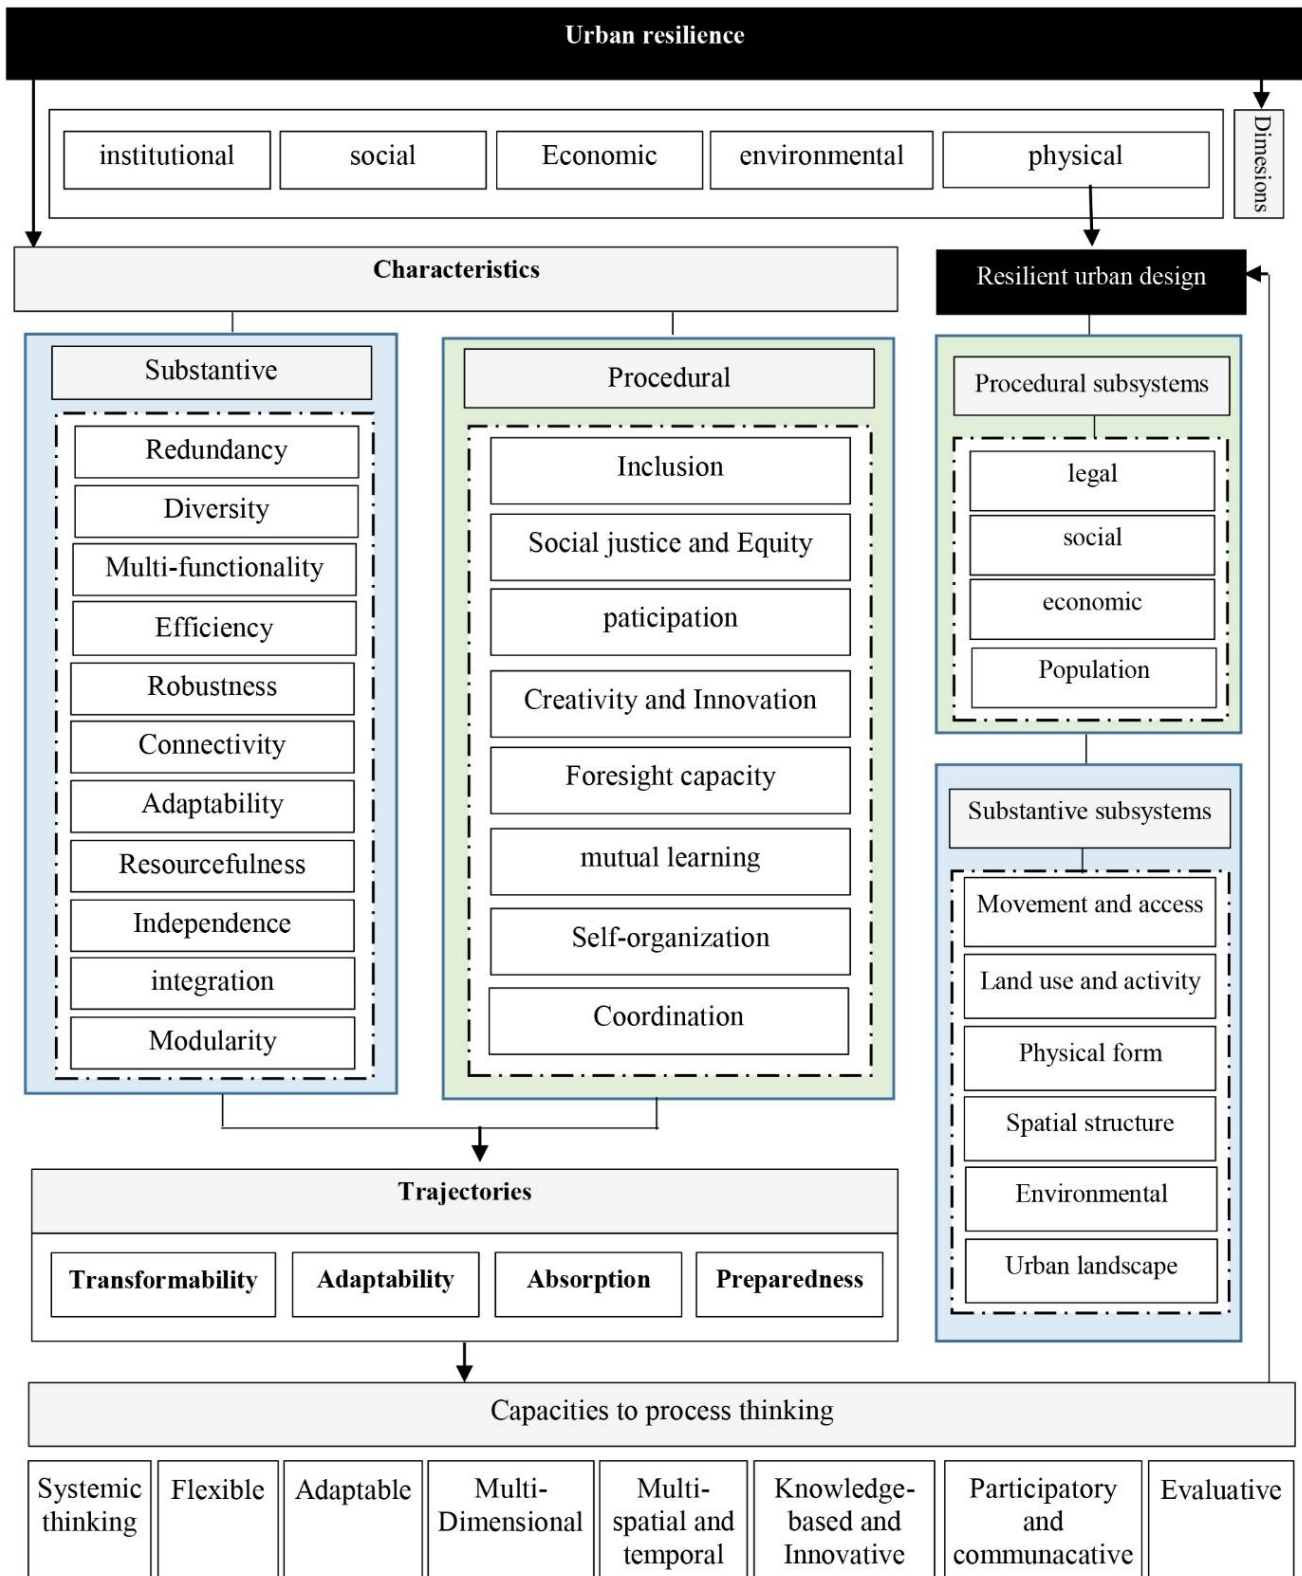 Urban resilience
Dimesions
institutional
social
Economic
environmental
physical
Characteristics
Resilient urban design
Substantive
Redundancy
Diversity
Multi-functionality
Efficiency
Robustness
Connectivity
Adaptability
Resourcefulness
Independence
integration
Modularity
Procedural
Inclusion
Social justice and Equity
paticipation
Creativity and Innovation
Foresight capacity
mutual learning
Self-organization
Coordination
Procedural subsystems
legal
social
economic
Population
Substantive subsystems
Movement and access
Land use and activity
Physical form
Spatial structure
Environmental
Urban landscape
Trajectories
Transformability
Adaptability
Absorption
Preparedness
Capacities to process thinking
Systemic
thinking
Flexible
Adaptable
Multi-
Dimensional
Multi-
spatial and
temporal
Knowledge-
based and
Innovative
Participatory
and
communacative
Evaluative